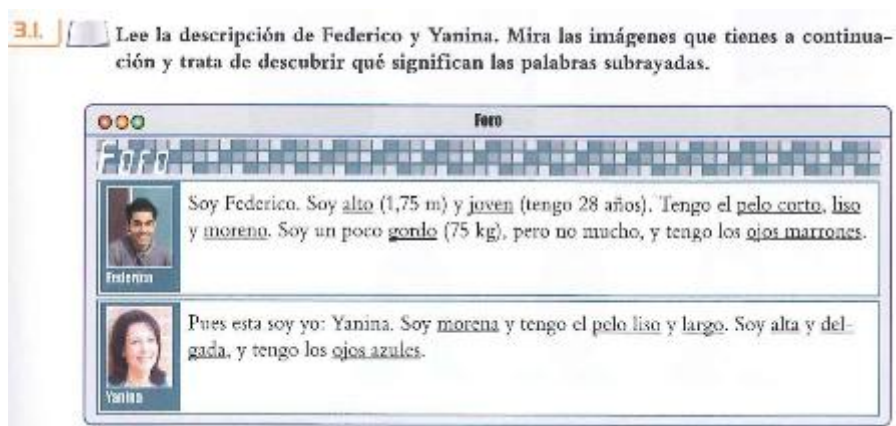 3.1. Lee la descripción de Federico y Yanina. Mira las imágenes que tienes a continua-
ción y trata de descubrir qué significan las palabras subrayadas.
Foro
Foro
Soy Federico. Soy alto (1,75 m) y joven (tengo 28 años). Tengo el pelo corto, liso
y moreno. Soy un poco gordo (75 kg), pero no mucho, y tengo los ojos marrones.
Federico
Pues esta soy yo: Yanina. Soy morena y tengo el pelo liso y largo. Soy alta y del-
gada, y tengo los ojos azules.
Yanina